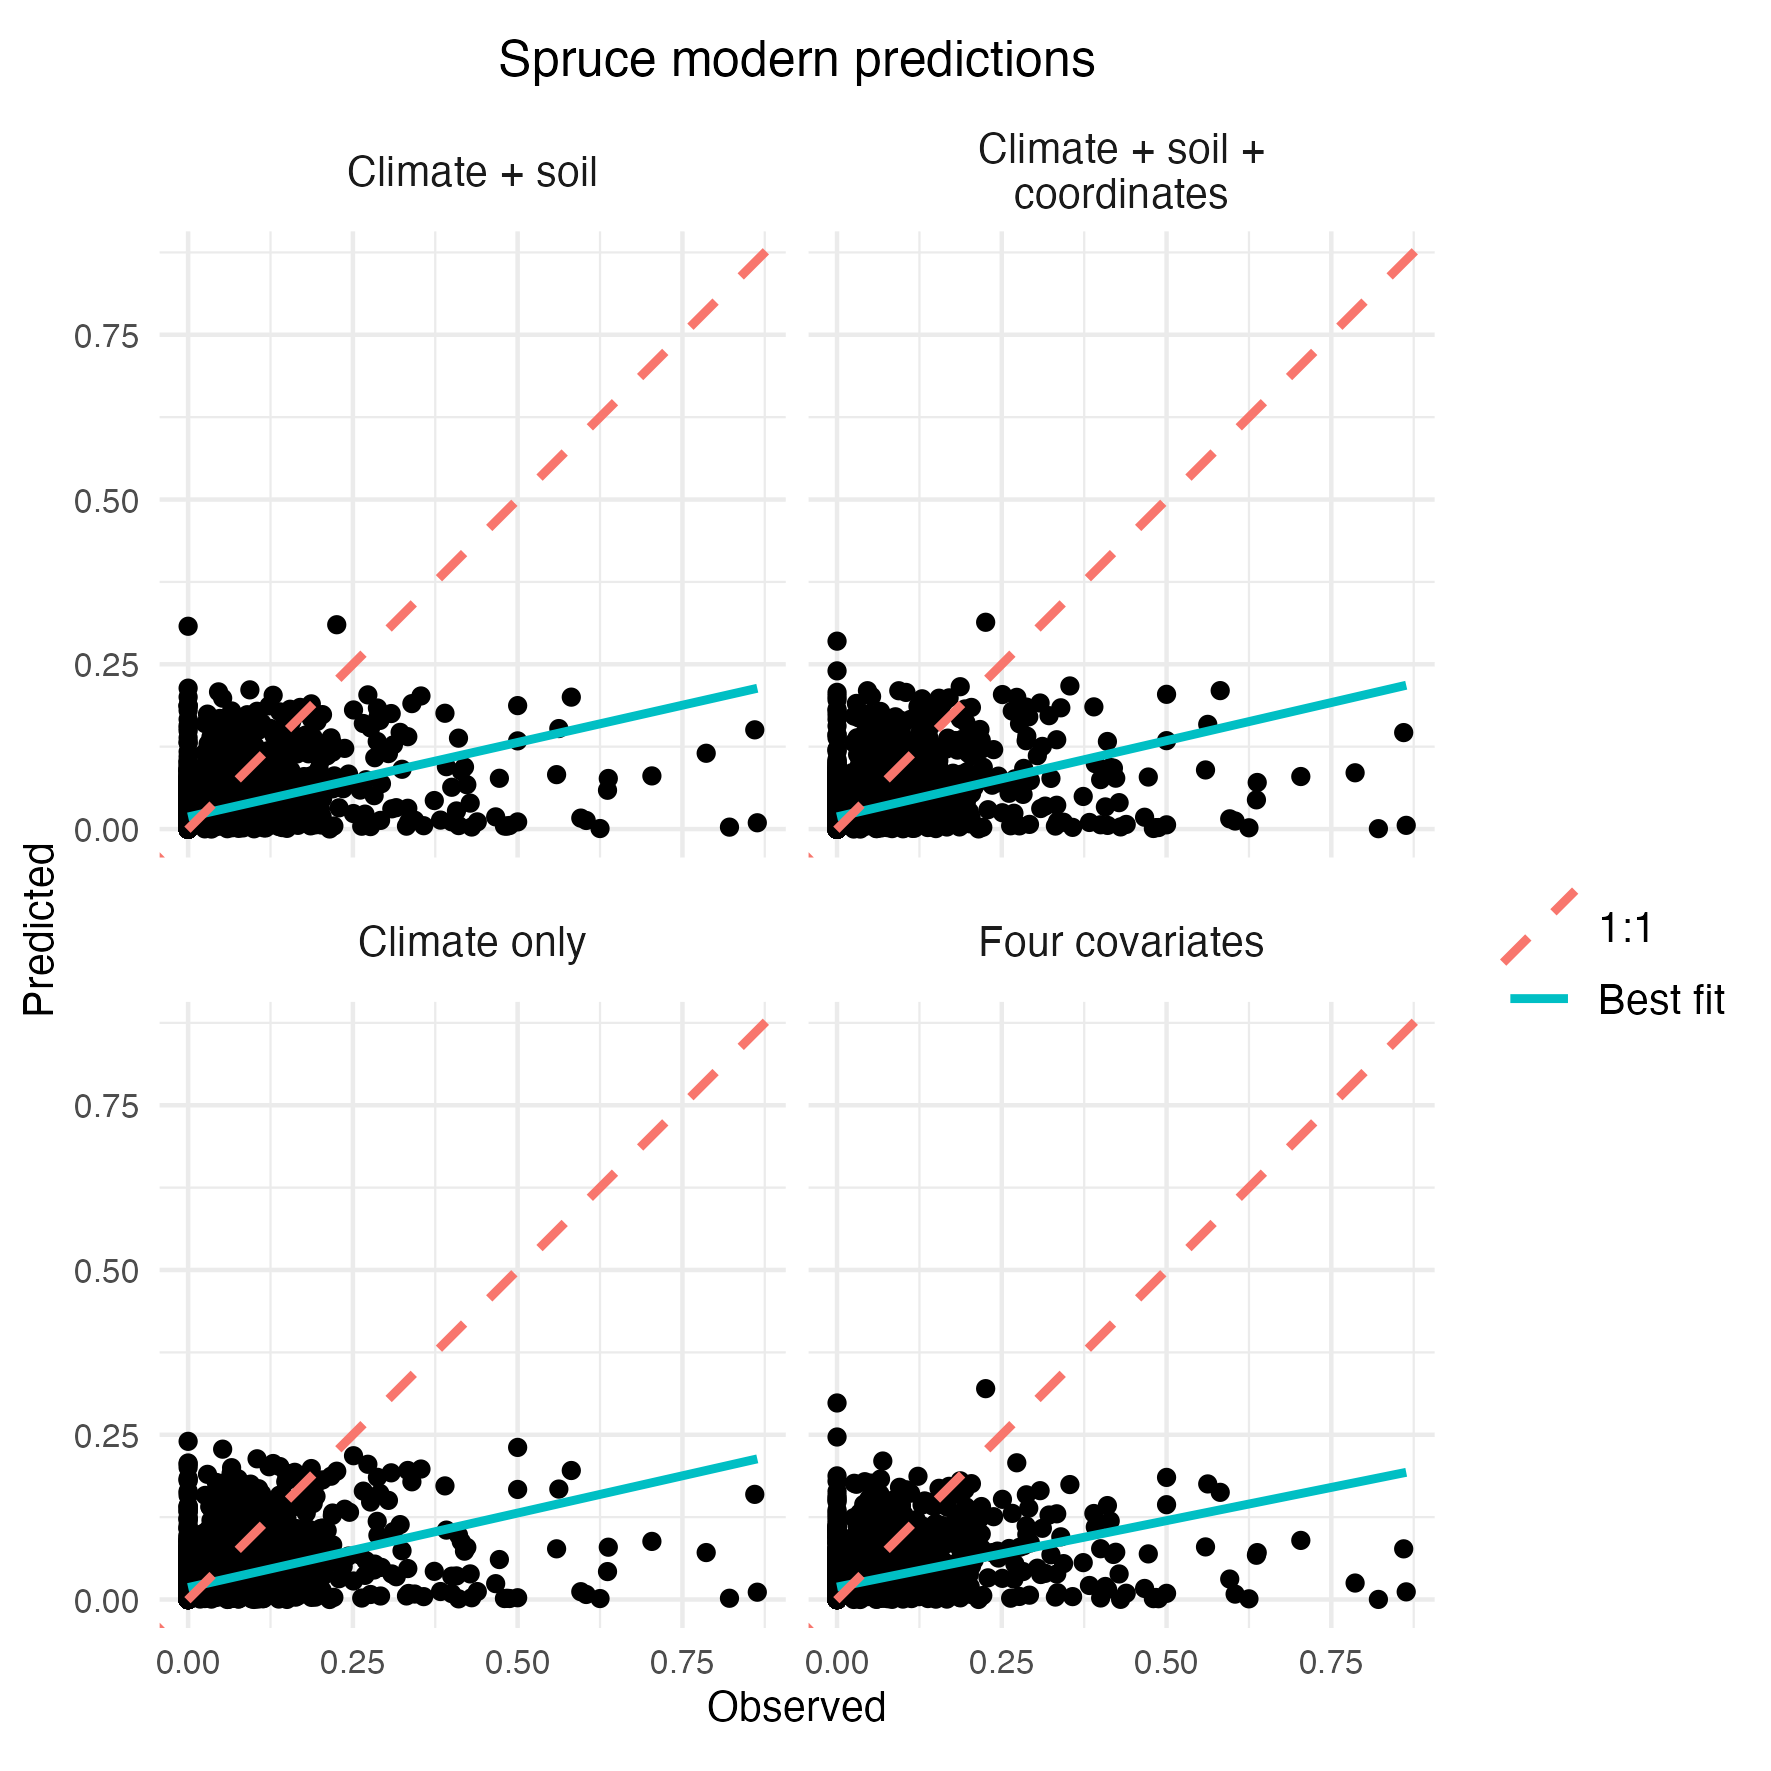 Spruce modern predictions
Climate + soil
Climate + soil +
coordinates
0.75
0.50
0.25
0.00
Predicted
Climate only
Four covariates
1:1
Best fit
0.75
0.50
0.25
0.00
0.00 0.25 0.50 0.75
0.00 0.25 0.50 0.75
Observed